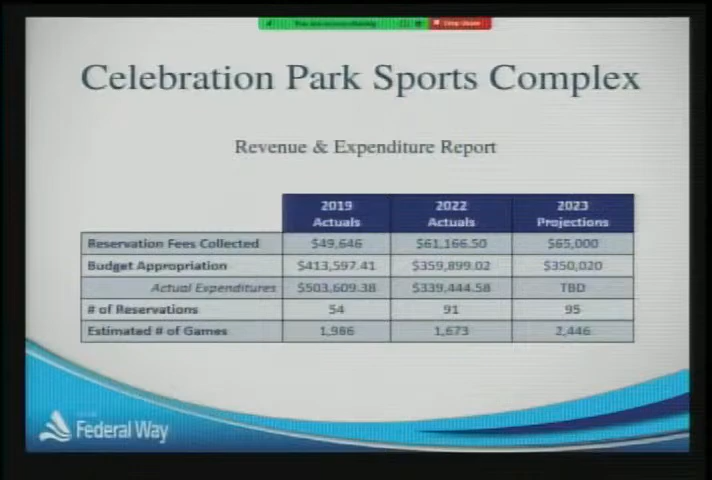 Celebration Park Sports Complex
Revenue & Expenditure Report
2019 Actuals 2022 Actuals 2023 Projections
Reservation Fees Collected $49,646 $61,166.50 $65,000
Budget Appropriation $413,597.41 $359,899.02 $350,020
Actual Expenditures $503,609.38 $339,444.58 TBD
# of Reservations 54 91 95
Estimated # of Games 1,986 1,673 2,446
Federal Way